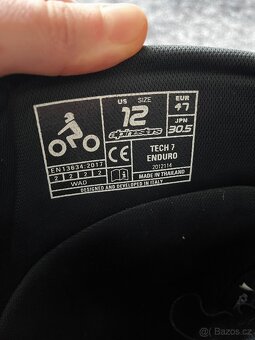 US SIZE
12
EUR
47
alpinestars
JPN
30.5
EN13634:2017
2 2 2 2
WAD
CE
TECH 7
ENDURO
2012114
MADE IN THAILAND
DESIGNED AND DEVELOPED IN ITALY
Bazos.cz